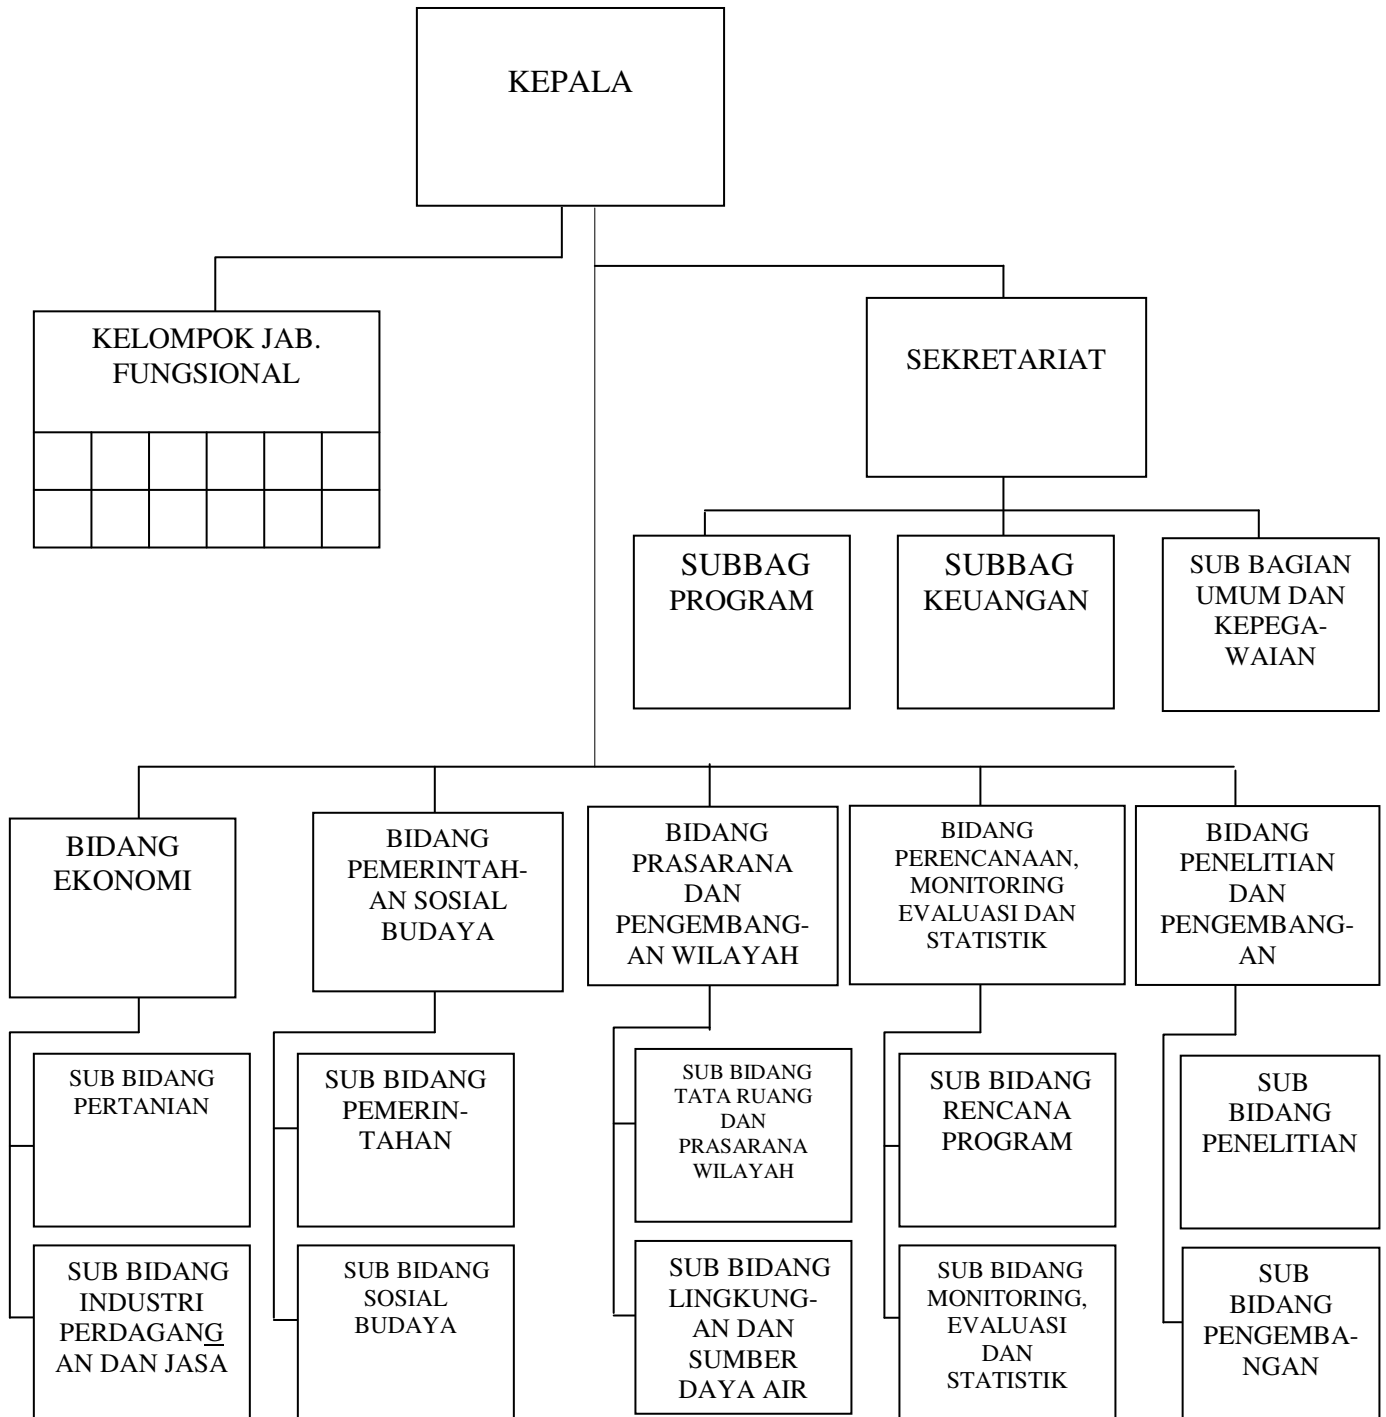 KEPALA
KELOMPOK JAB.
FUNGSIONAL
SEKRETARIAT
SUBBAG
PROGRAM
SUBBAG
KEUANGAN
SUB BAGIAN
UMUM DAN
KEPEGA-
WAIAN
BIDANG
EKONOMI
BIDANG
PEMERINTAH-
AN SOSIAL
BUDAYA
BIDANG
PRASARANA
DAN
PENGEMBANG-
AN WILAYAH
BIDANG
PERENCANAAN,
MONITORING
EVALUASI DAN
STATISTIK
BIDANG
PENELITIAN
DAN
PENGEMBANG-
AN
SUB BIDANG
PERTANIAN
SUB BIDANG
PEMERIN-
TAHAN
SUB BIDANG
TATA RUANG
DAN
PRASARANA
WILAYAH
SUB BIDANG
RENCANA
PROGRAM
SUB
BIDANG
PENELITIAN
SUB BIDANG
INDUSTRI
PERDAGANG
AN DAN JASA
SUB BIDANG
SOSIAL
BUDAYA
SUB BIDANG
LINGKUNG-
AN DAN
SUMBER
DAYA AIR
SUB BIDANG
MONITORING,
EVALUASI
DAN
STATISTIK
SUB
BIDANG
PENGEMBA-
NGAN